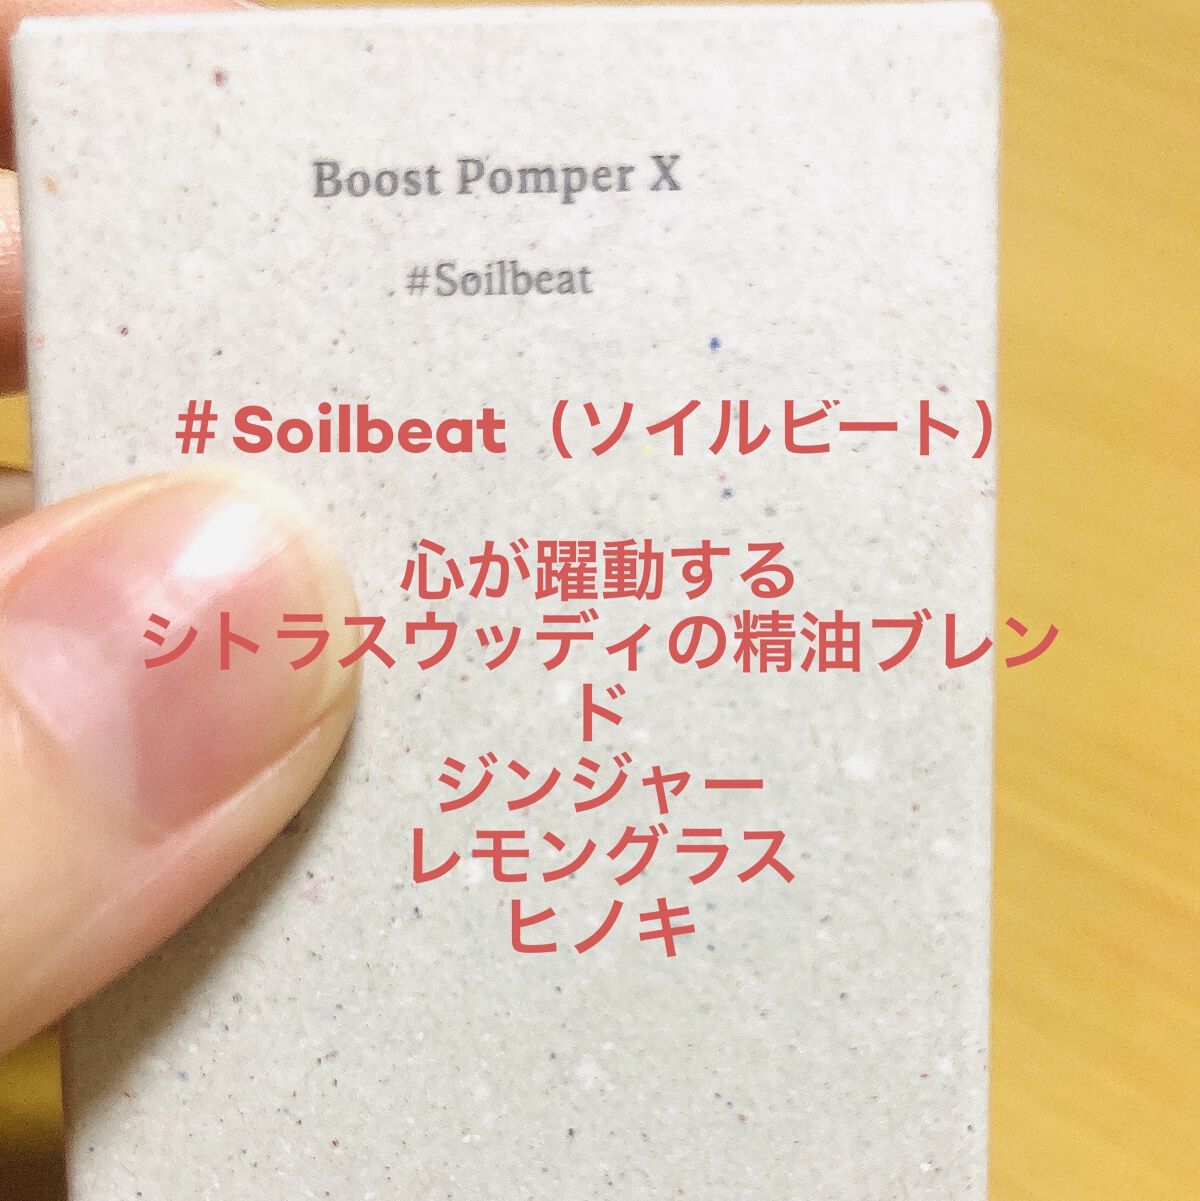 Boost Pomper X
#Soilbeat
＃Soilbeat（ソイルビート）
心が躍動する
シトラスウッディの精油ブレン
ド
ジンジャー
レモングラス
ヒノキ